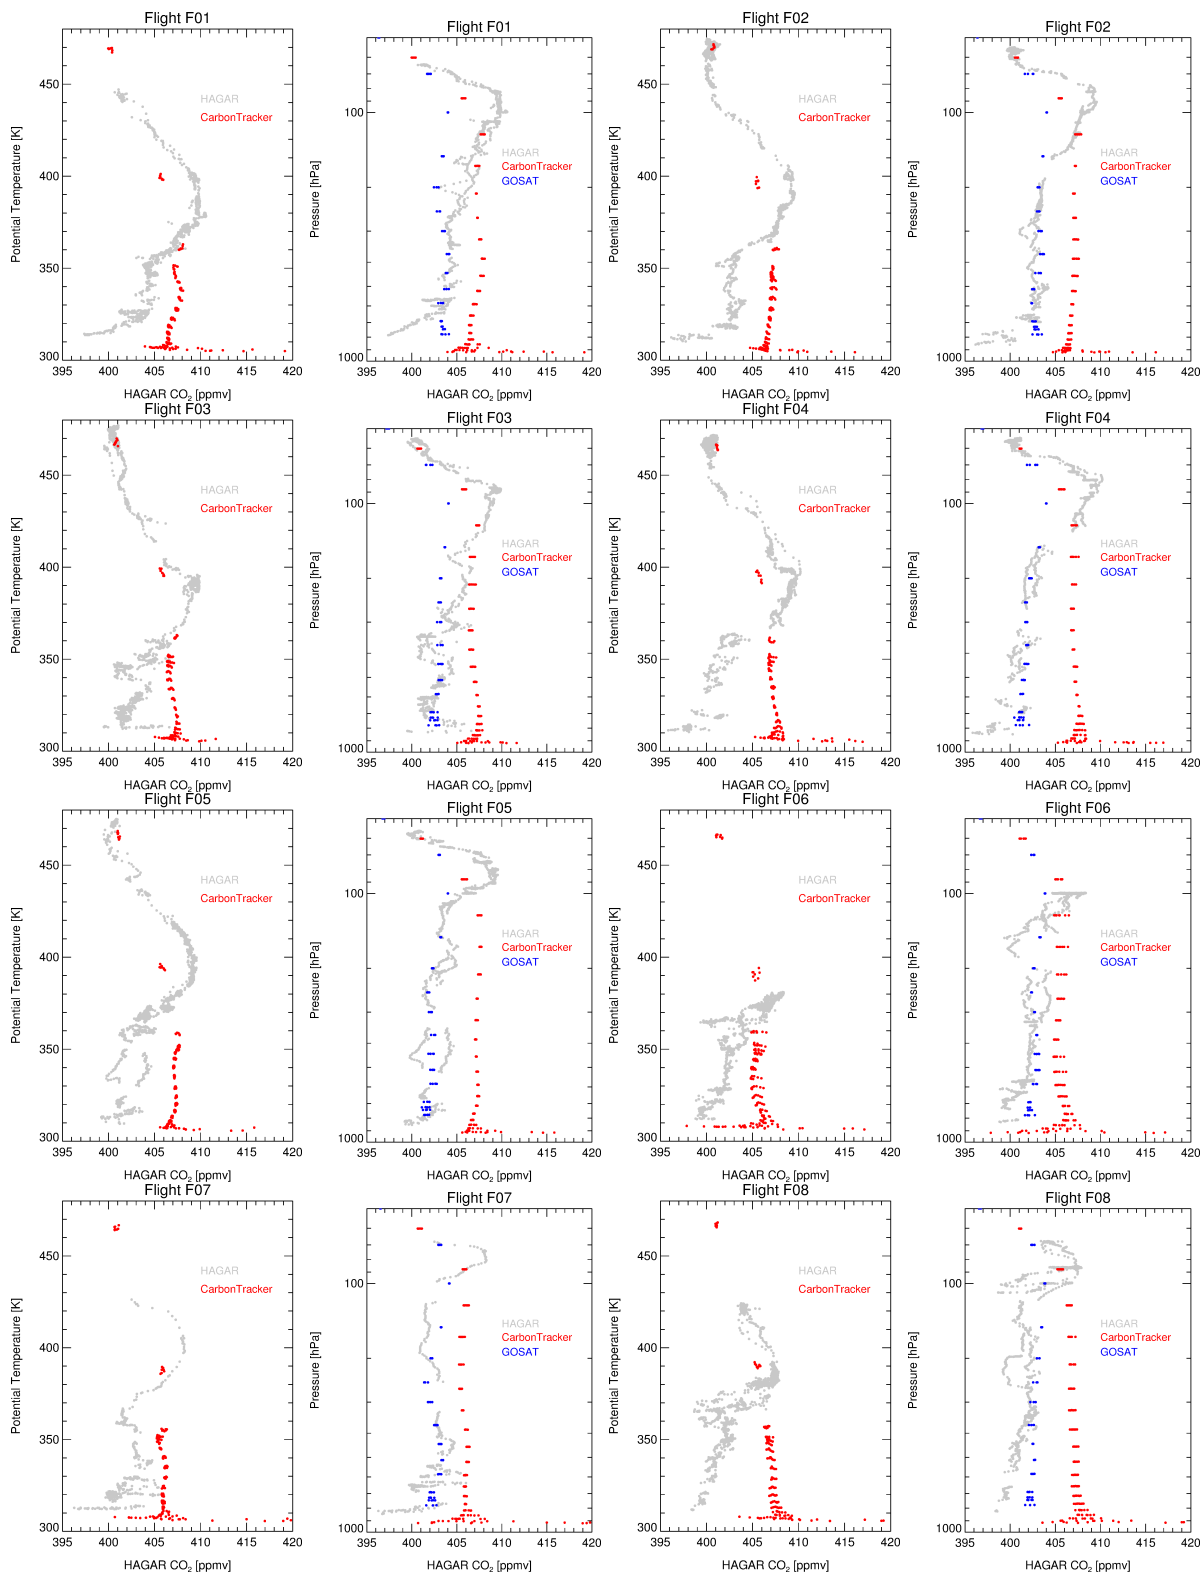 Flight F01
Potential Temperature [K]
450
400
350
300
HAGAR
CarbonTracker
395 400 405 410 415 420
HAGAR CO₂ [ppmv]
Flight F01
Pressure [hPa]
100
1000
HAGAR
CarbonTracker
GOSAT
395 400 405 410 415 420
HAGAR CO₂ [ppmv]
Flight F02
Potential Temperature [K]
450
400
350
300
HAGAR
CarbonTracker
395 400 405 410 415 420
HAGAR CO₂ [ppmv]
Flight F02
Pressure [hPa]
100
1000
HAGAR
CarbonTracker
GOSAT
395 400 405 410 415 420
HAGAR CO₂ [ppmv]
Flight F03
Potential Temperature [K]
450
400
350
300
HAGAR
CarbonTracker
395 400 405 410 415 420
HAGAR CO₂ [ppmv]
Flight F03
Pressure [hPa]
100
1000
HAGAR
CarbonTracker
GOSAT
395 400 405 410 415 420
HAGAR CO₂ [ppmv]
Flight F04
Potential Temperature [K]
450
400
350
300
HAGAR
CarbonTracker
395 400 405 410 415 420
HAGAR CO₂ [ppmv]
Flight F04
Pressure [hPa]
100
1000
HAGAR
CarbonTracker
GOSAT
395 400 405 410 415 420
HAGAR CO₂ [ppmv]
Flight F05
Potential Temperature [K]
450
400
350
300
HAGAR
CarbonTracker
395 400 405 410 415 420
HAGAR CO₂ [ppmv]
Flight F05
Pressure [hPa]
100
1000
HAGAR
CarbonTracker
GOSAT
395 400 405 410 415 420
HAGAR CO₂ [ppmv]
Flight F06
Potential Temperature [K]
450
400
350
300
HAGAR
CarbonTracker
395 400 405 410 415 420
HAGAR CO₂ [ppmv]
Flight F06
Pressure [hPa]
100
1000
HAGAR
CarbonTracker
GOSAT
395 400 405 410 415 420
HAGAR CO₂ [ppmv]
Flight F07
Potential Temperature [K]
450
400
350
300
HAGAR
CarbonTracker
395 400 405 410 415 420
HAGAR CO₂ [ppmv]
Flight F07
Pressure [hPa]
100
1000
HAGAR
CarbonTracker
GOSAT
395 400 405 410 415 420
HAGAR CO₂ [ppmv]
Flight F08
Potential Temperature [K]
450
400
350
300
HAGAR
CarbonTracker
395 400 405 410 415 420
HAGAR CO₂ [ppmv]
Flight F08
Pressure [hPa]
100
1000
HAGAR
CarbonTracker
GOSAT
395 400 405 410 415 420
HAGAR CO₂ [ppmv]